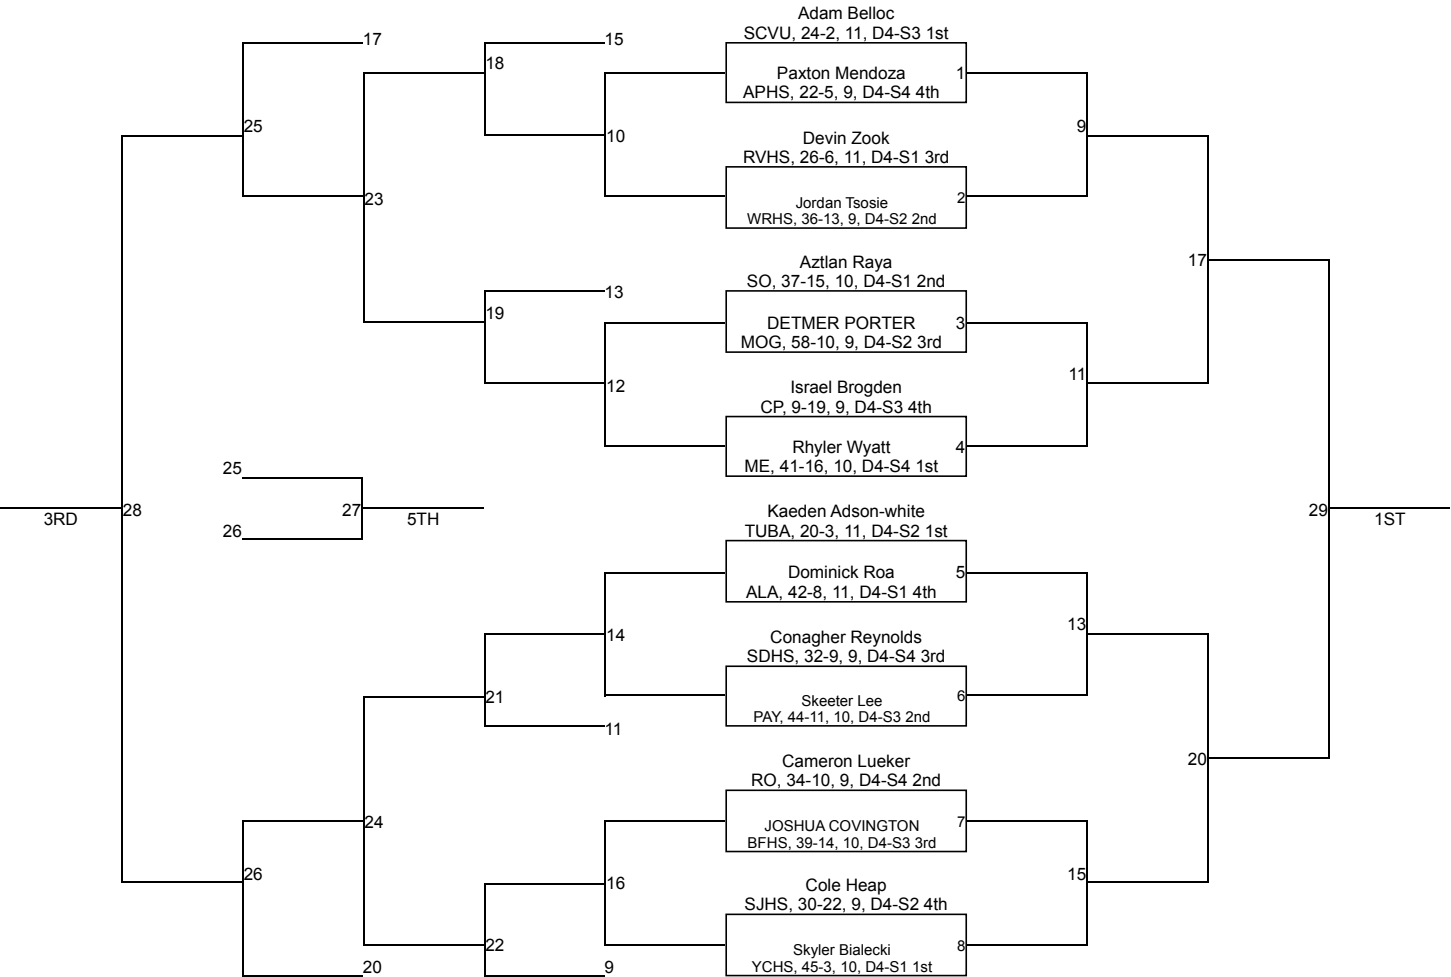 Adam Belloc
SCVU, 24-2, 11, D4-S3 1st
17
15
18
Paxton Mendoza
1
APHS, 22-5, 9, D4-S4 4th
25
9
10
Devin Zook
RVHS, 26-6, 11, D4-S1 3rd
23
Jordan Tsosie
2
WRHS, 36-13, 9, D4-S2 2nd
Aztlan Raya
17
SO, 37-15, 10, D4-S1 2nd
13
19
DETMER PORTER
3
MOG, 58-10, 9, D4-S2 3rd
11
12
Israel Brogden
CP, 9-19, 9, D4-S3 4th
Rhyler Wyatt
4
ME, 41-16, 10, D4-S4 1st
25
28
27
Kaeden Adson-white
29
3RD
5TH
1ST
26
TUBA, 20-3, 11, D4-S2 1st
Dominick Roa
5
ALA, 42-8, 11, D4-S1 4th
13
14
Conagher Reynolds
SDHS, 32-9, 9, D4-S4 3rd
21
Skeeter Lee
6
PAY, 44-11, 10, D4-S3 2nd
11
Cameron Lueker
20
RO, 34-10, 9, D4-S4 2nd
24
JOSHUA COVINGTON
7
BFHS, 39-14, 10, D4-S3 3rd
26
15
16
Cole Heap
SJHS, 30-22, 9, D4-S2 4th
22
Skyler Bialecki
8
YCHS, 45-3, 10, D4-S1 1st
20
9